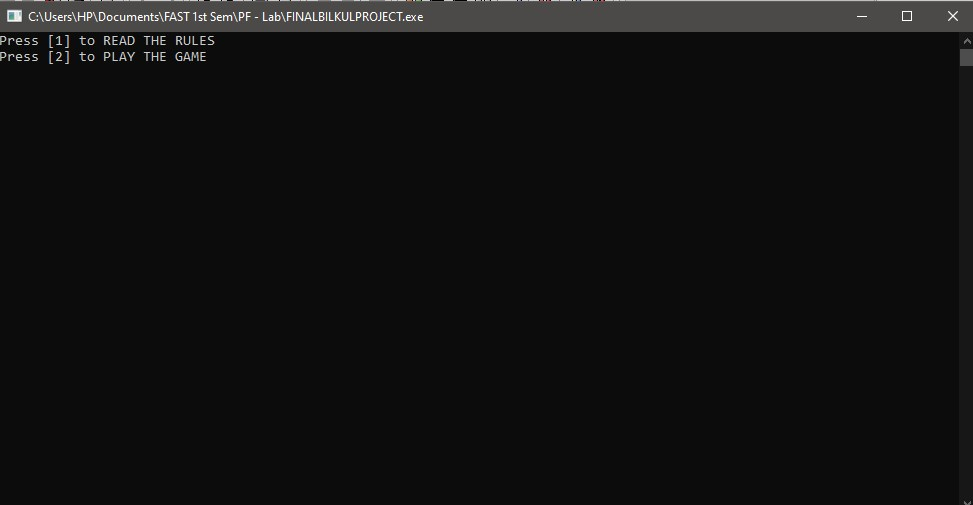 C:\Users\HP\Documents\FAST 1st Sem\PF - Lab\FINALBILKULPROJECT.exe
Press [1] to READ THE RULES
Press [2] to PLAY THE GAME